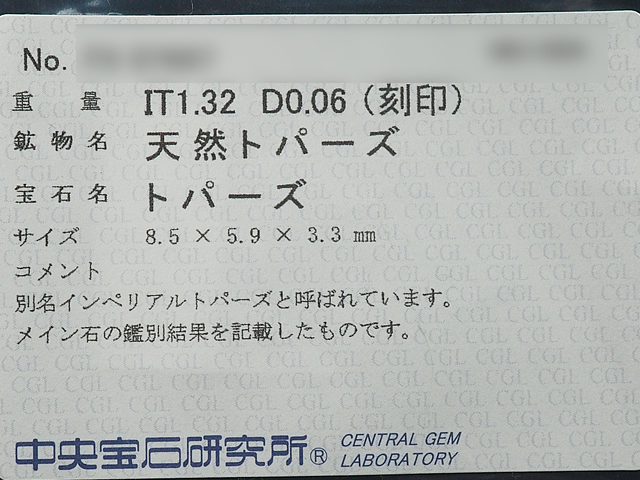 No.
重量 IT1.32 D0.06（刻印）
鉱物名 天然トパーズ
宝石名 トパーズ
サイズ 8.5 × 5.9 × 3.3 mm
コメント
別名インペリアルトパーズと呼ばれています。
メイン石の鑑別結果を記載したものです。
中央宝石研究所® CENTRAL GEM
LABORATORY